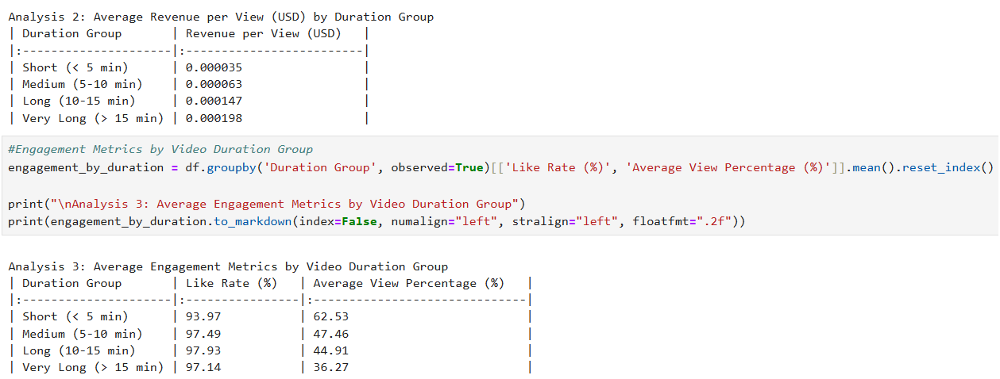 Analysis 2: Average Revenue per View (USD) by Duration Group
| Duration Group       | Revenue per View (USD)   |
|:---------------------|:-------------------------|
| Short (< 5 min)      | 0.000035                 |
| Medium (5-10 min)    | 0.000063                 |
| Long (10-15 min)     | 0.000147                 |
| Very Long (> 15 min) | 0.000198                 |
#Engagement Metrics by Video Duration Group
engagement_by_duration = df.groupby('Duration Group', observed=True)[['Like Rate (%)', 'Average View Percentage (%)']].mean().reset_index()
print("\nAnalysis 3: Average Engagement Metrics by Video Duration Group")
print(engagement_by_duration.to_markdown(index=False, numalign="left", stralign="left", floatfmt=".2f"))
Analysis 3: Average Engagement Metrics by Video Duration Group
| Duration Group       | Like Rate (%)   | Average View Percentage (%)   |
|:---------------------|:----------------|:------------------------------|
| Short (< 5 min)      | 93.97           | 62.53                         |
| Medium (5-10 min)    | 97.49           | 47.46                         |
| Long (10-15 min)     | 97.93           | 44.91                         |
| Very Long (> 15 min) | 97.14           | 36.27                         |